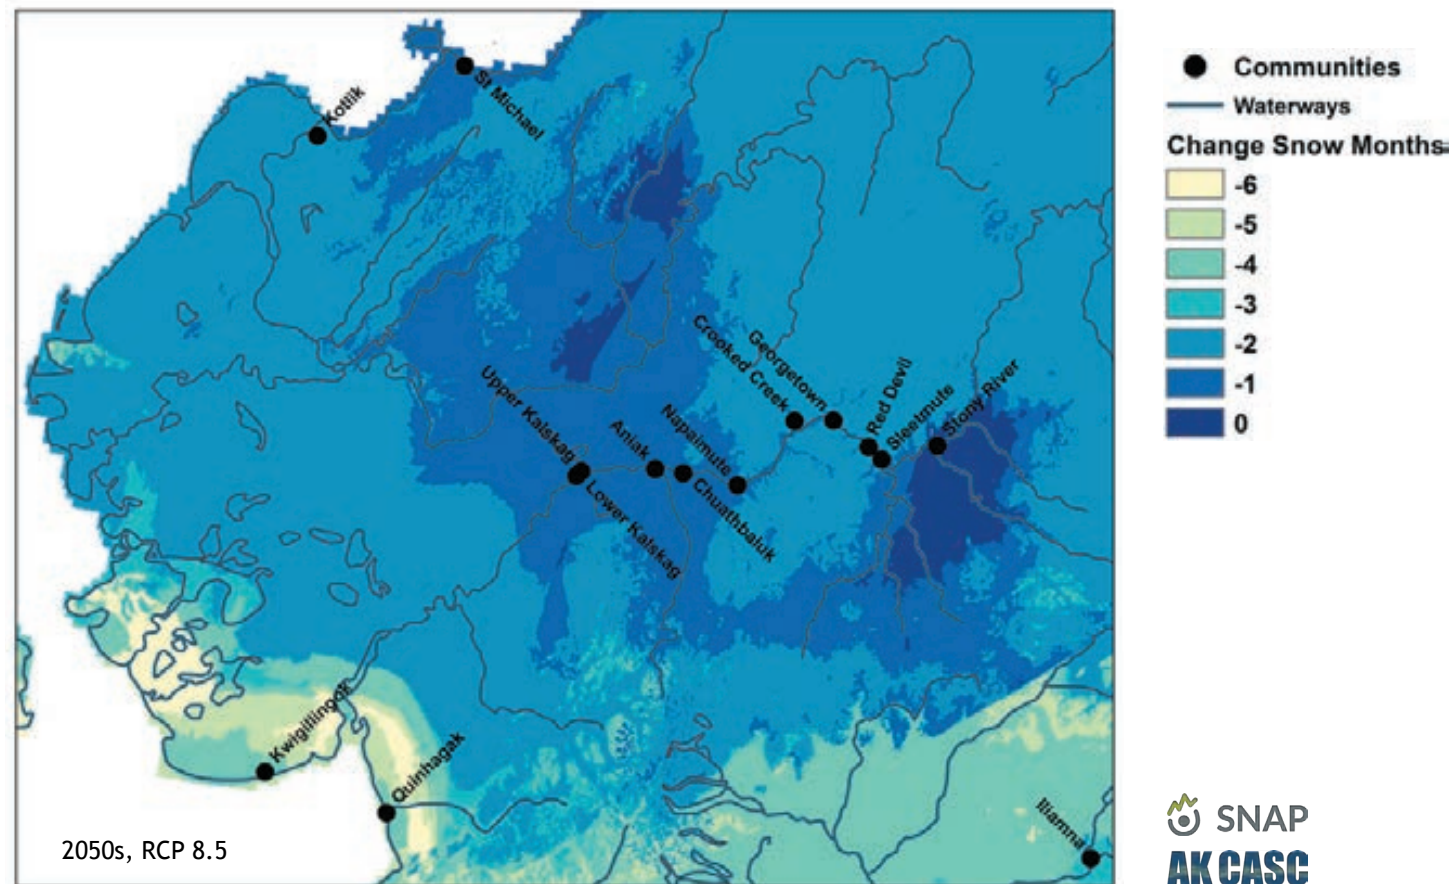 St Michael
Kotlik
Crooked Creek
Georgetown
Red Devil
Sleetmute
Stony River
Upper Kalskag
Lower Kalskag
Aniak
Chuathbaluk
Napaimute
Kwigillingok
Quinhagak
Iliamna
2050s, RCP 8.5
Communities
Waterways
Change Snow Months=
-6
-5
-4
-3
-2
-1
0
SNAP
AK CASC